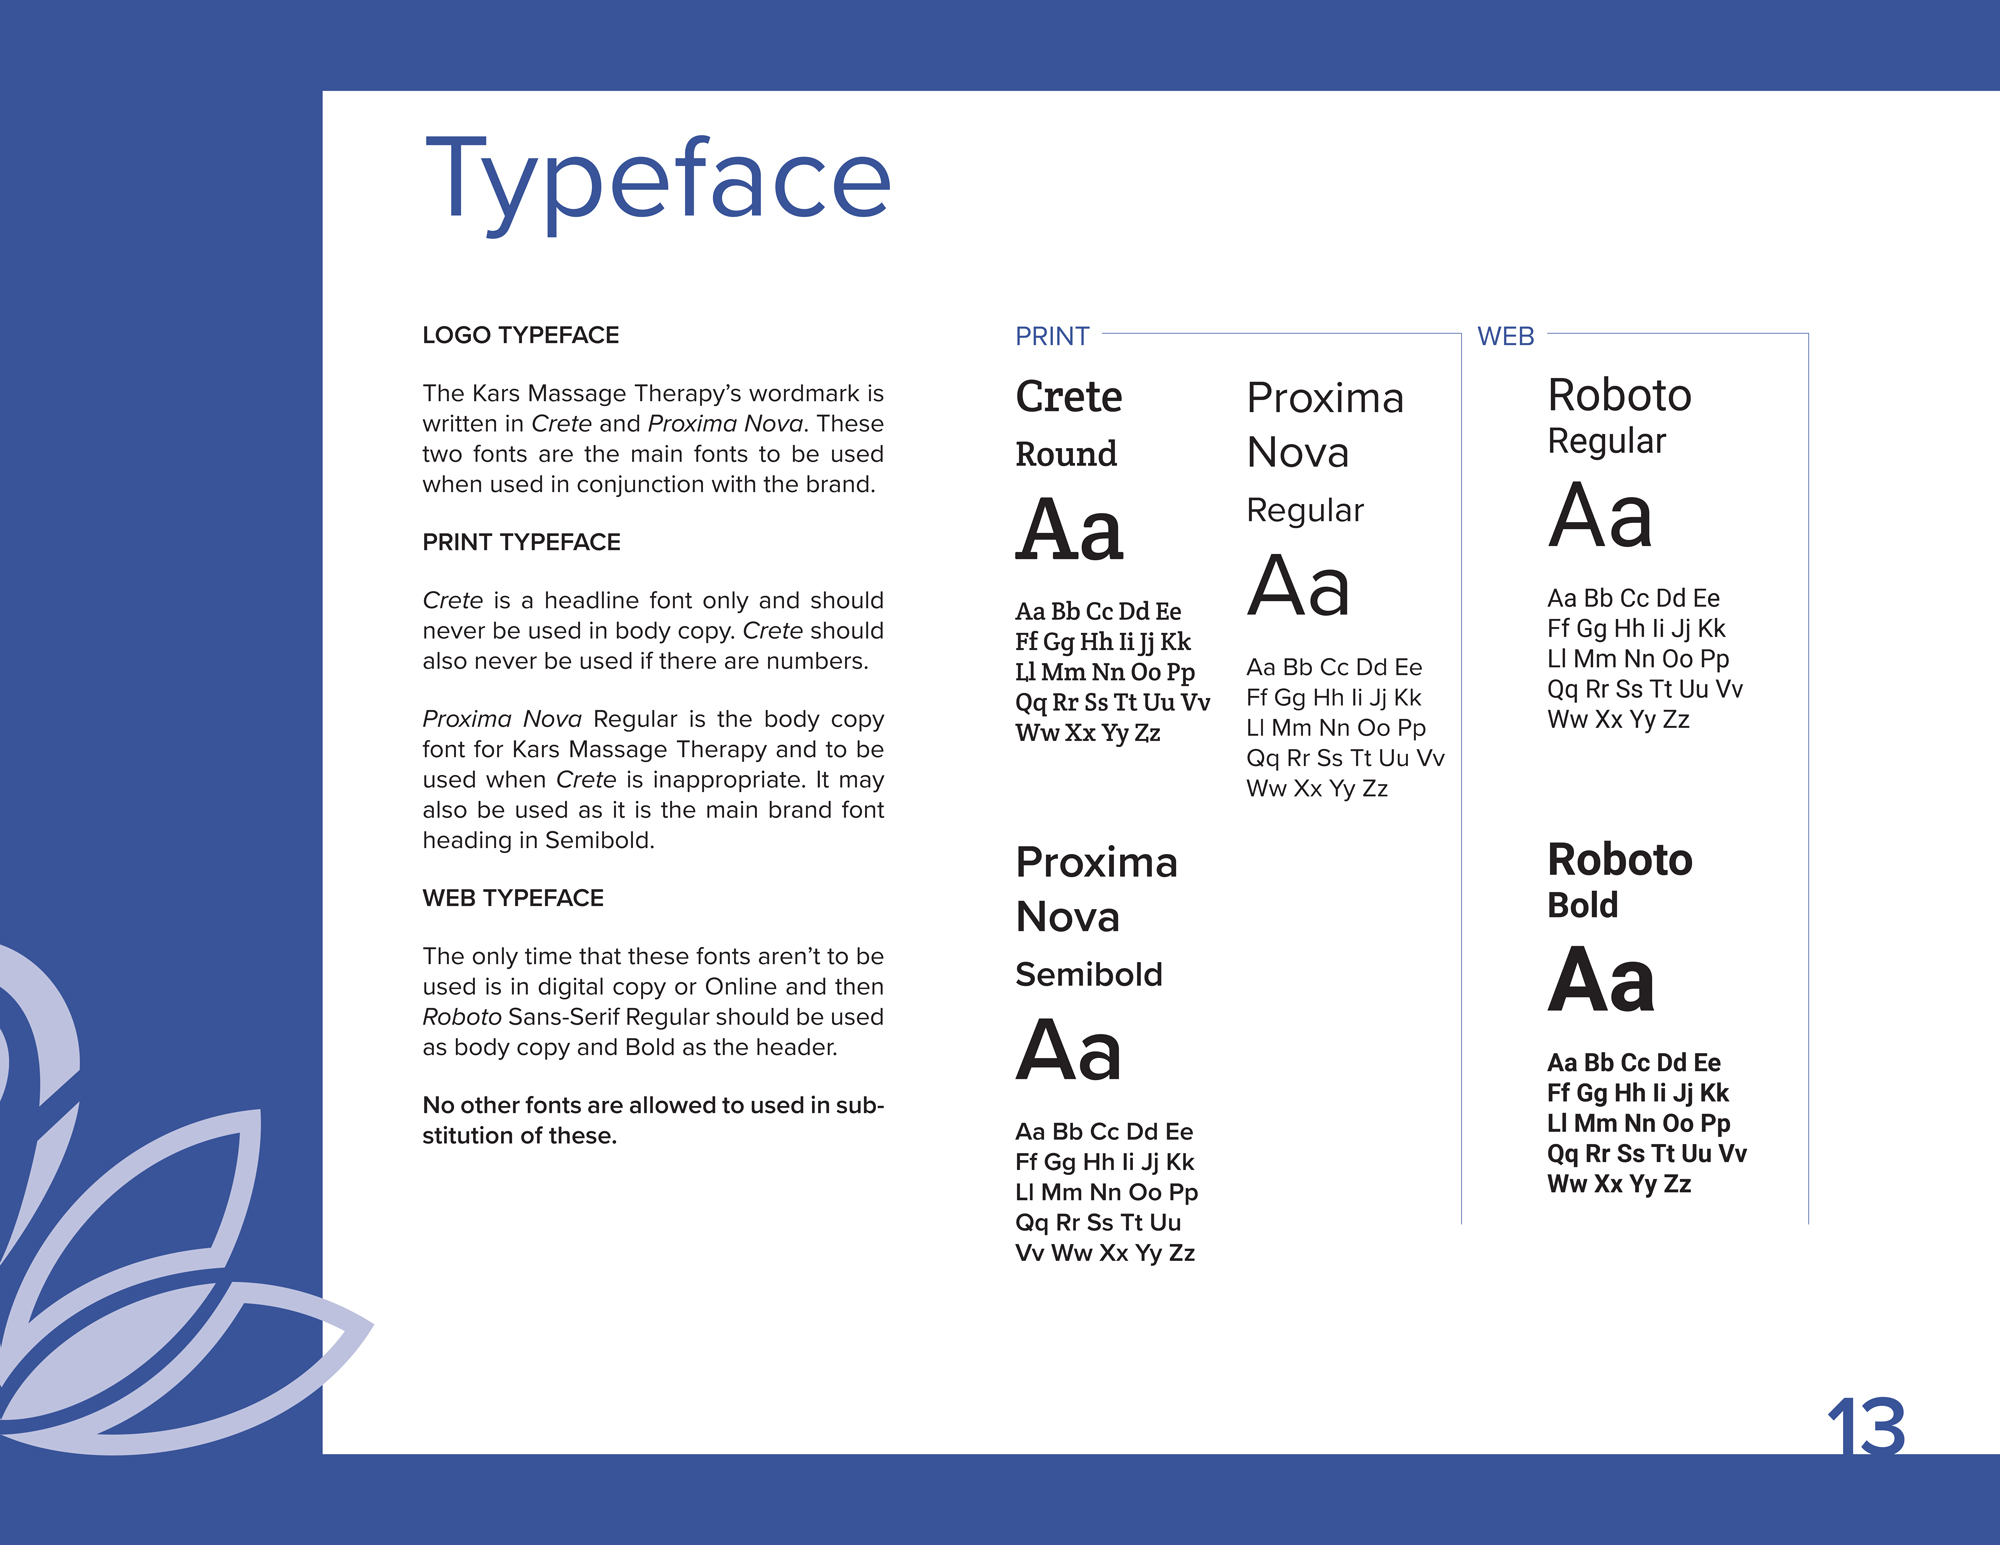 Typeface
LOGO TYPEFACE
The Kars Massage Therapy’s wordmark is
written in Crete and Proxima Nova. These
two fonts are the main fonts to be used
when used in conjunction with the brand.
PRINT TYPEFACE
Crete is a headline font only and should
never be used in body copy. Crete should
also never be used if there are numbers.
Proxima Nova Regular is the body copy
font for Kars Massage Therapy and to be
used when Crete is inappropriate. It may
also be used as it is the main brand font
heading in Semibold.
WEB TYPEFACE
The only time that these fonts aren’t to be
used is in digital copy or Online and then
Roboto Sans-Serif Regular should be used
as body copy and Bold as the header.
No other fonts are allowed to used in sub-
stitution of these.
PRINT
Crete
Round
Aa
Aa Bb Cc Dd Ee
Ff Gg Hh Ii Jj Kk
Ll Mm Nn Oo Pp
Qq Rr Ss Tt Uu Vv
Ww Xx Yy Zz
Proxima
Nova
Regular
Aa
Aa Bb Cc Dd Ee
Ff Gg Hh Ii Jj Kk
Ll Mm Nn Oo Pp
Qq Rr Ss Tt Uu Vv
Ww Xx Yy Zz
Proxima
Nova
Semibold
Aa
Aa Bb Cc Dd Ee
Ff Gg Hh Ii Jj Kk
Ll Mm Nn Oo Pp
Qq Rr Ss Tt Uu
Vv Ww Xx Yy Zz
WEB
Roboto
Regular
Aa
Aa Bb Cc Dd Ee
Ff Gg Hh Ii Jj Kk
Ll Mm Nn Oo Pp
Qq Rr Ss Tt Uu Vv
Ww Xx Yy Zz
Roboto
Bold
Aa
Aa Bb Cc Dd Ee
Ff Gg Hh Ii Jj Kk
Ll Mm Nn Oo Pp
Qq Rr Ss Tt Uu Vv
Ww Xx Yy Zz
13